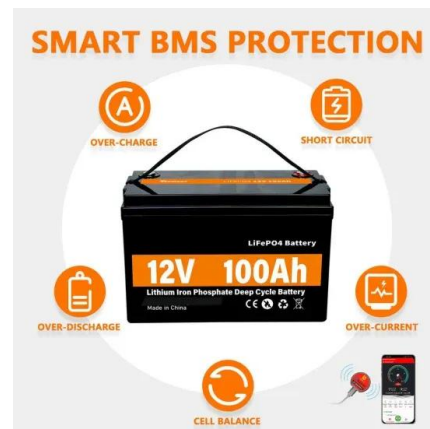 SMART BMS PROTECTION
A
OVER-CHARGE
SHORT CIRCUIT
LiFePO4 Battery
12V 100Ah
Lithium Iron Phosphate Deep Cycle Battery
Made in China
CE
OVER-DISCHARGE
OVER-CURRENT
CELL BALANCE